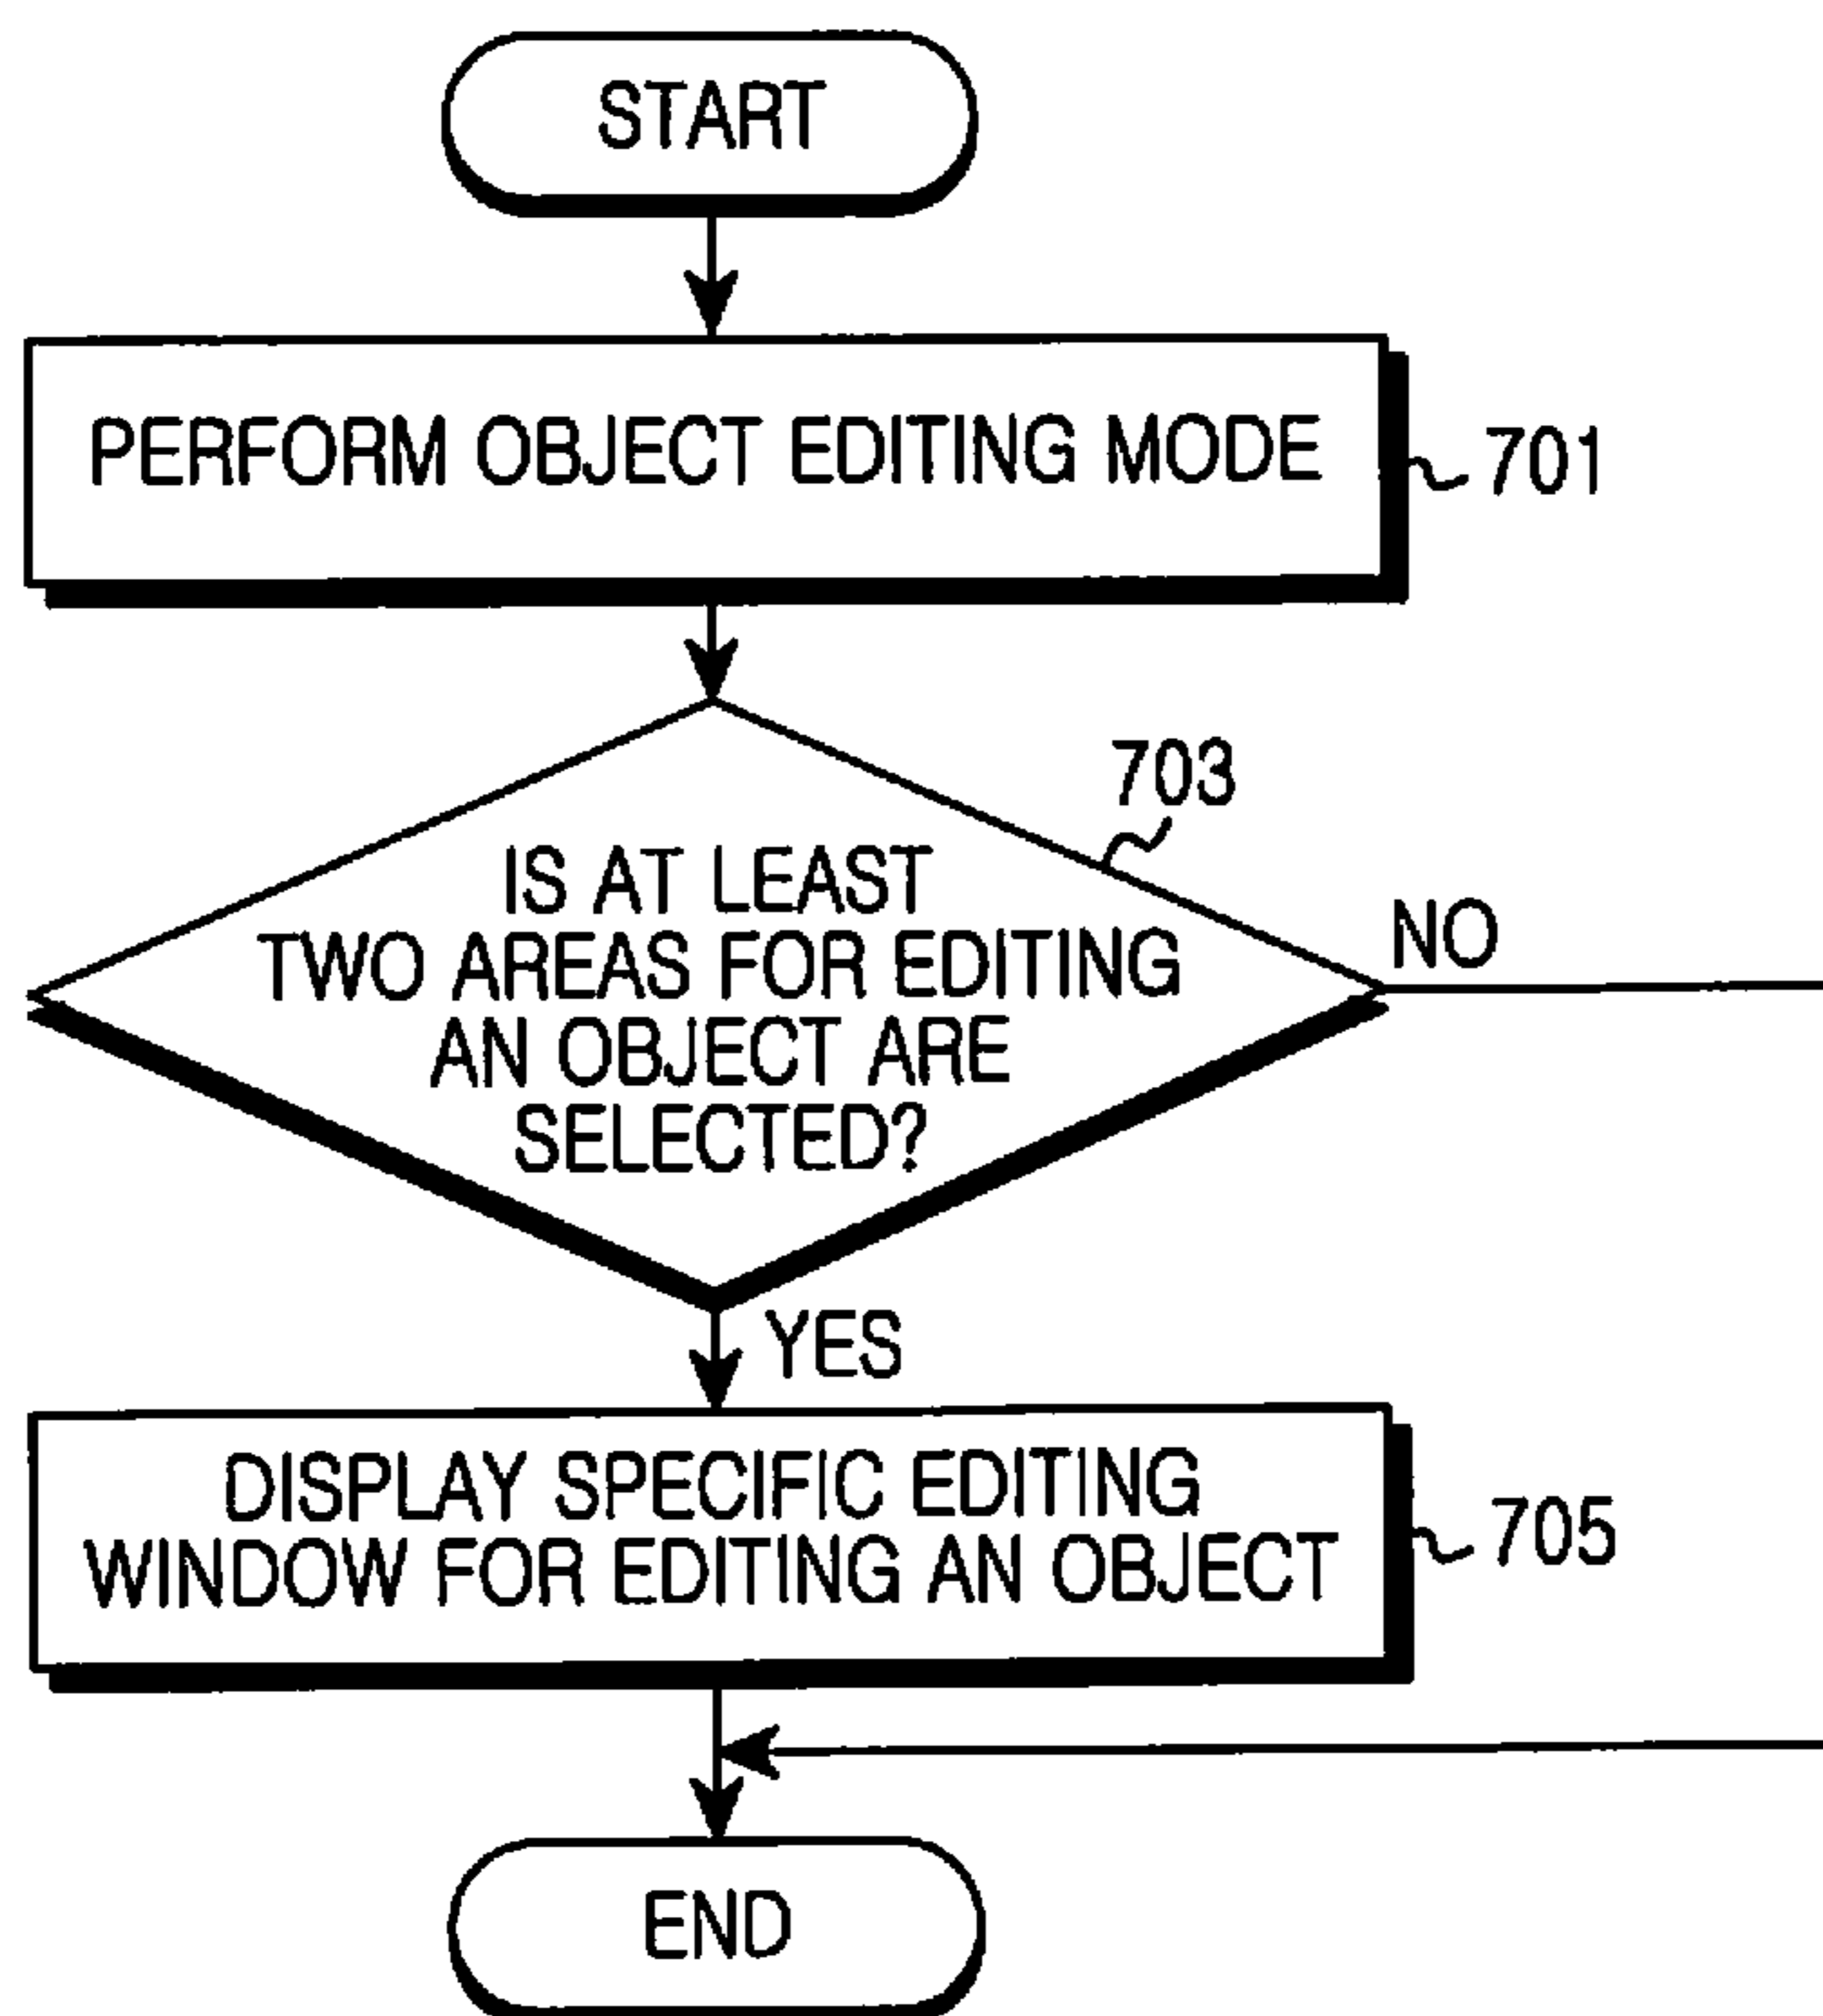 START
PERFORM OBJECT EDITING MODE
701
703
IS AT LEAST
TWO AREAS FOR EDITING
AN OBJECT ARE
SELECTED?
NO
YES
DISPLAY SPECIFIC EDITING
WINDOW FOR EDITING AN OBJECT
705
END